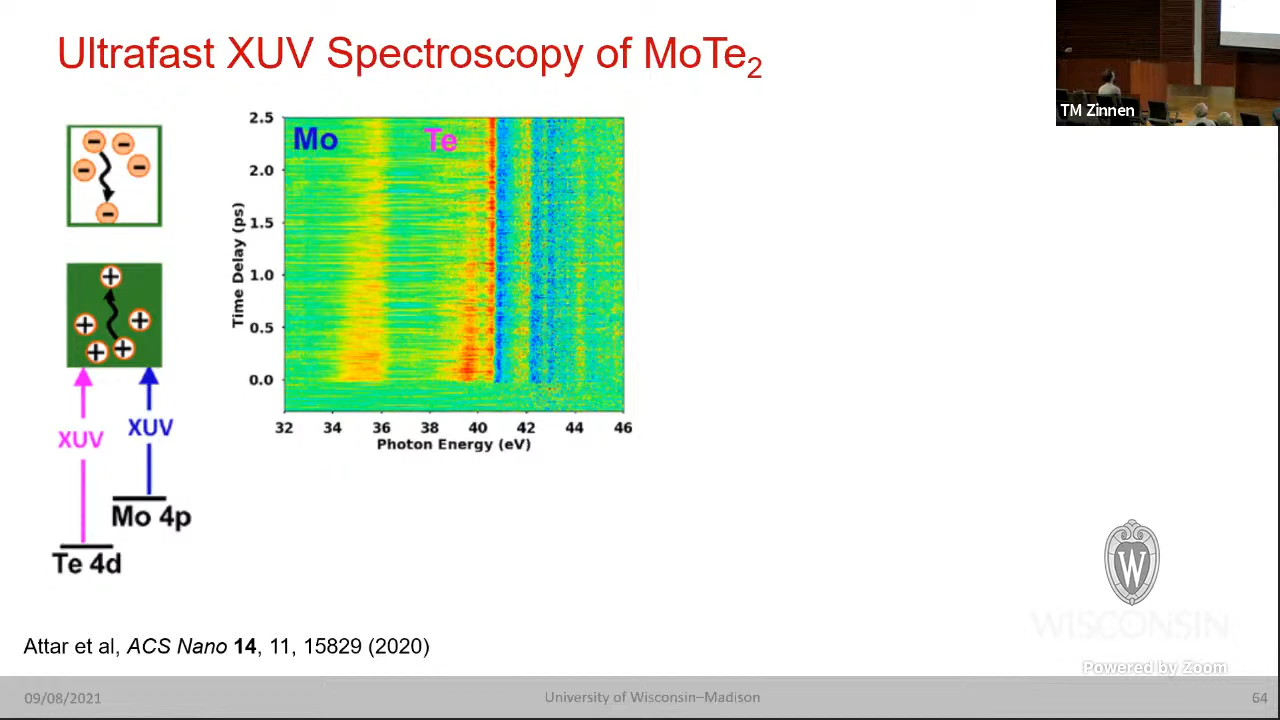 Ultrafast XUV Spectroscopy of MoTe2
TM Zinnen
Mo
Te
2.5
2.0
1.5
1.0
0.5
0.0
Time Delay (ps)
32 34 36 38 40 42 44 46
Photon Energy (eV)
XUV
XUV
Mo 4p
Te 4d
W
WISCONSIN
Attar et al, ACS Nano 14, 11, 15829 (2020)
Powered by Zoom
09/08/2021
University of Wisconsin–Madison
64